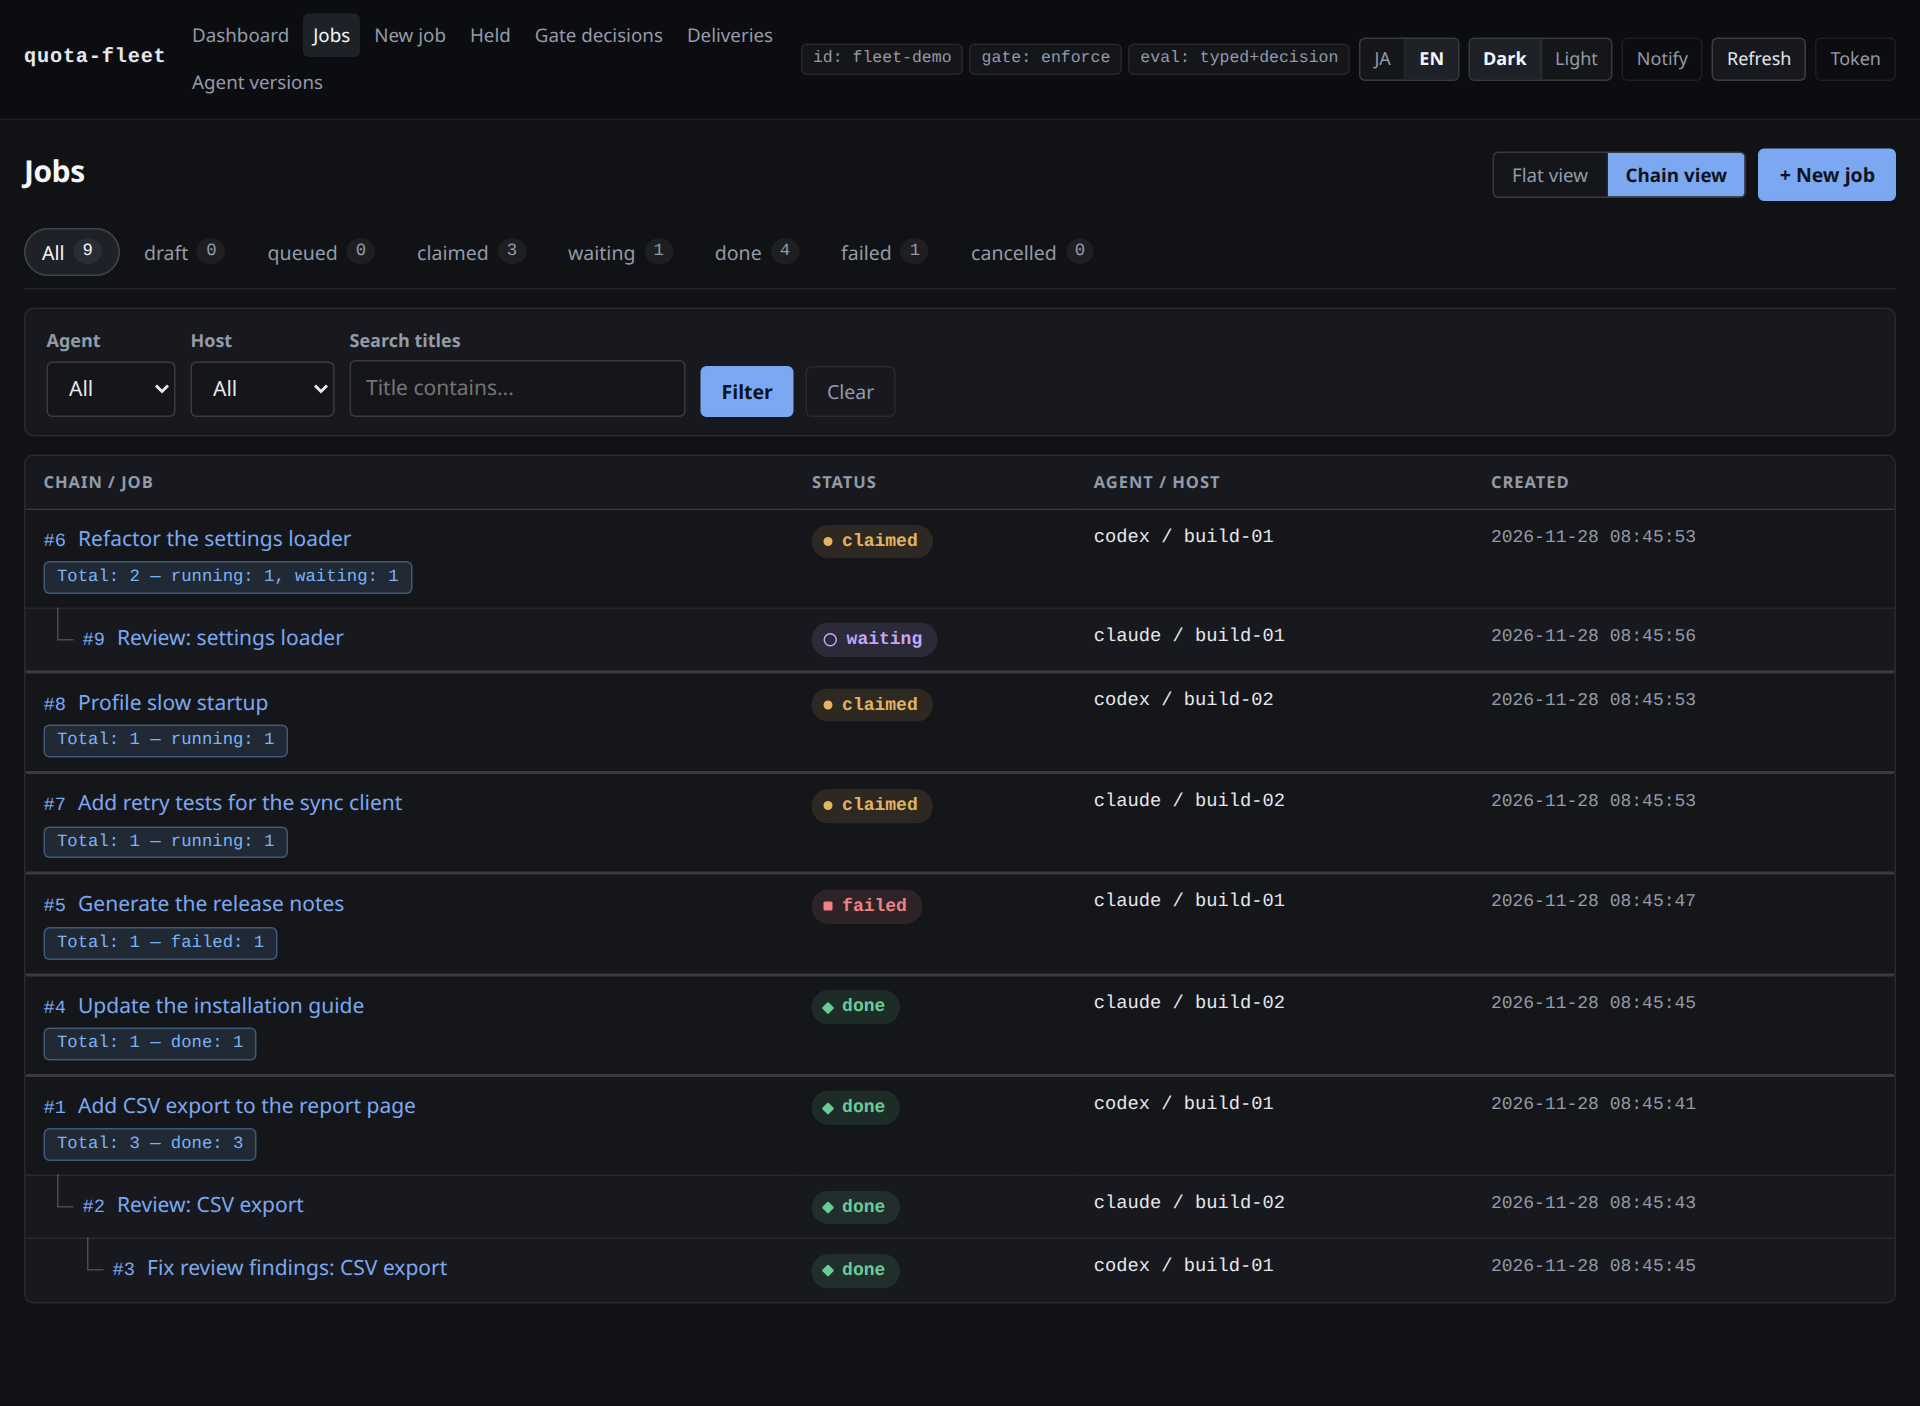 quota-fleet
Dashboard Jobs New job Held Gate decisions Deliveries
Agent versions
id: fleet-demo gate: enforce eval: typed+decision JA EN Dark Light Notify Refresh Token
Jobs
Flat view Chain view + New job
All 9 draft 0 queued 0 claimed 3 waiting 1 done 4 failed 1 cancelled 0
Agent Host Search titles
All All Title contains... Filter Clear
CHAIN / JOB STATUS AGENT / HOST CREATED
#6 Refactor the settings loader claimed codex / build-01 2026-11-28 08:45:53
Total: 2 — running: 1, waiting: 1
#9 Review: settings loader waiting claude / build-01 2026-11-28 08:45:56
#8 Profile slow startup claimed codex / build-02 2026-11-28 08:45:53
Total: 1 — running: 1
#7 Add retry tests for the sync client claimed claude / build-02 2026-11-28 08:45:53
Total: 1 — running: 1
#5 Generate the release notes failed claude / build-01 2026-11-28 08:45:47
Total: 1 — failed: 1
#4 Update the installation guide done claude / build-02 2026-11-28 08:45:45
Total: 1 — done: 1
#1 Add CSV export to the report page done codex / build-01 2026-11-28 08:45:41
Total: 3 — done: 3
#2 Review: CSV export done claude / build-02 2026-11-28 08:45:43
#3 Fix review findings: CSV export done codex / build-01 2026-11-28 08:45:45